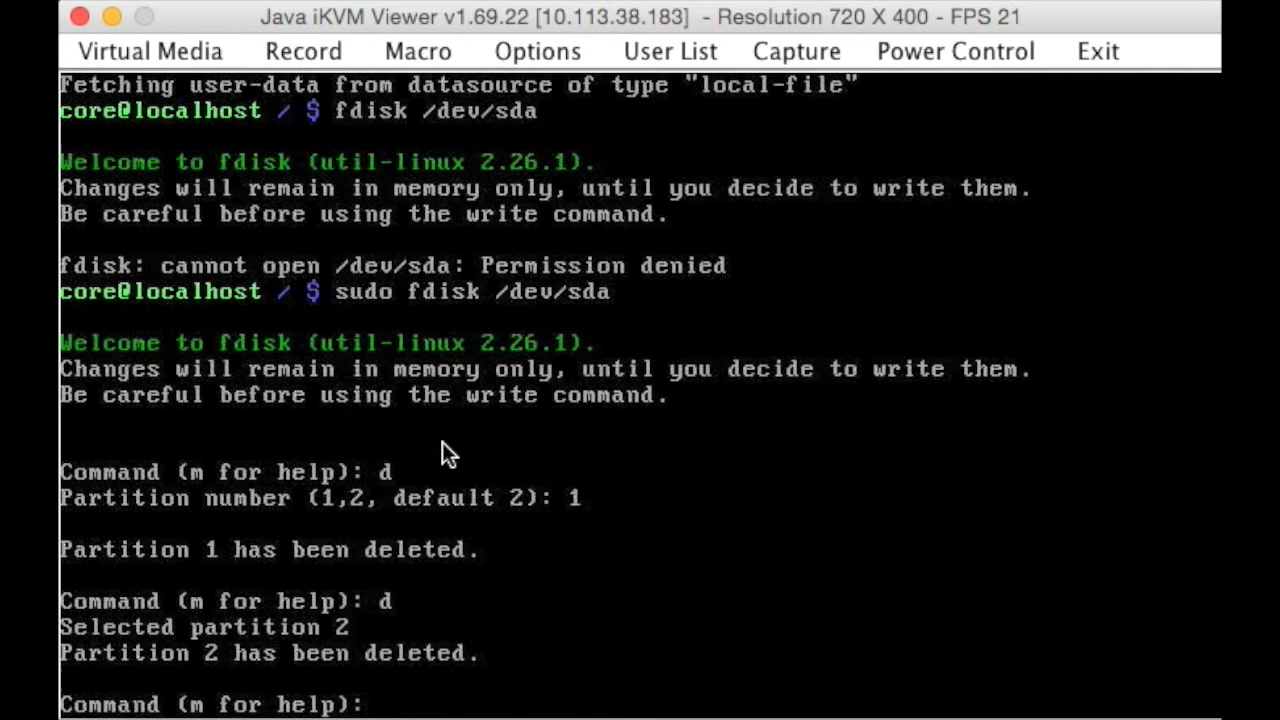 Java iKVM Viewer v1.69.22 [10.113.38.183]  - Resolution 720 X 400 - FPS 21
Virtual Media Record Macro Options User List Capture Power Control Exit
Fetching user-data from datasource of type "local-file"
core@localhost / $ fdisk /dev/sda
Welcome to fdisk (util-linux 2.26.1).
Changes will remain in memory only, until you decide to write them.
Be careful before using the write command.
fdisk: cannot open /dev/sda: Permission denied
core@localhost / $ sudo fdisk /dev/sda
Welcome to fdisk (util-linux 2.26.1).
Changes will remain in memory only, until you decide to write them.
Be careful before using the write command.
Command (m for help): d
Partition number (1,2, default 2): 1
Partition 1 has been deleted.
Command (m for help): d
Selected partition 2
Partition 2 has been deleted.
Command (m for help):